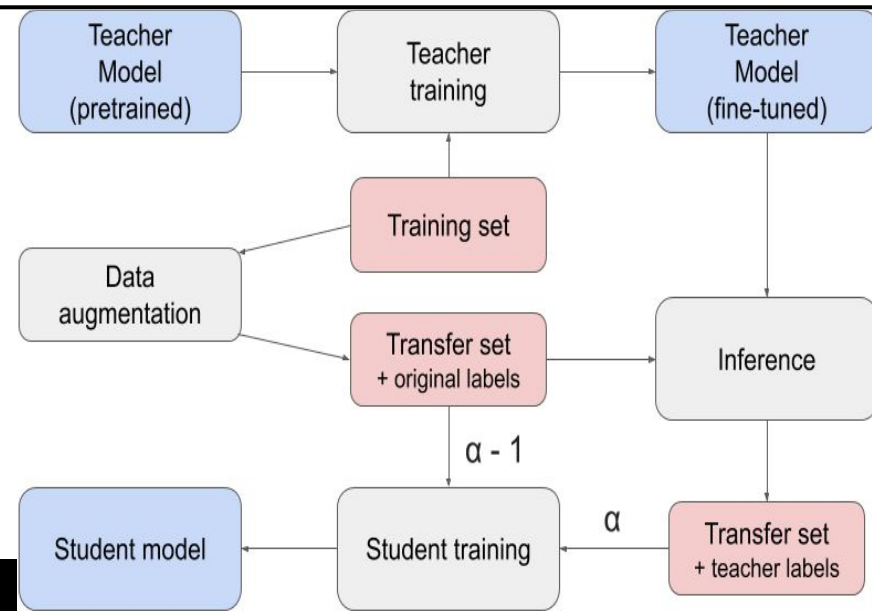 Teacher
Model
(pretrained)
Teacher
training
Teacher
Model
(fine-tuned)
Training set
Data
augmentation
Transfer set
+ original labels
Inference
α - 1
α
Student model
Student training
Transfer set
+ teacher labels